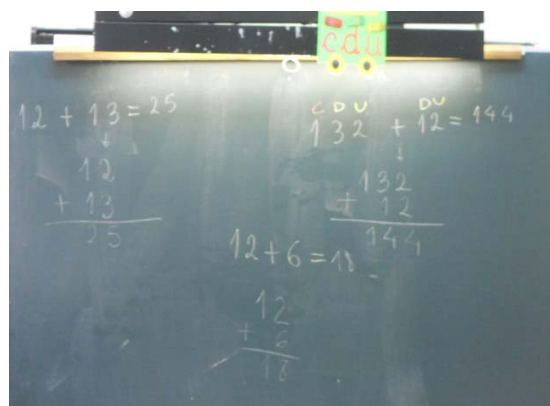 cdu
12 + 13 = 25
12
+ 13
25
C D U  D U
132 + 12 = 144
132
+ 12
144
12 + 6 = 18
12
+ 6
18